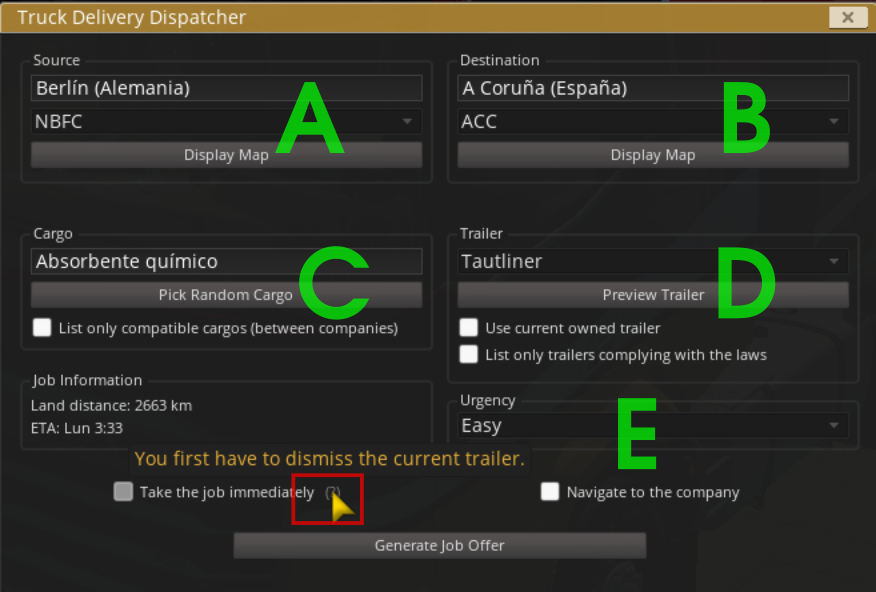 Truck Delivery Dispatcher
Source
Berlín (Alemania)
NBFC
Display Map
A
Destination
A Coruña (España)
ACC
Display Map
B
Cargo
Absorbente químico
Pick Random Cargo
List only compatible cargos (between companies)
C
Trailer
Tautliner
Preview Trailer
Use current owned trailer
List only trailers complying with the laws
D
Job Information
Land distance: 2663 km
ETA: Lun 3:33
Urgency
Easy
E
You first have to dismiss the current trailer.
Take the job immediately (?)
Navigate to the company
Generate Job Offer